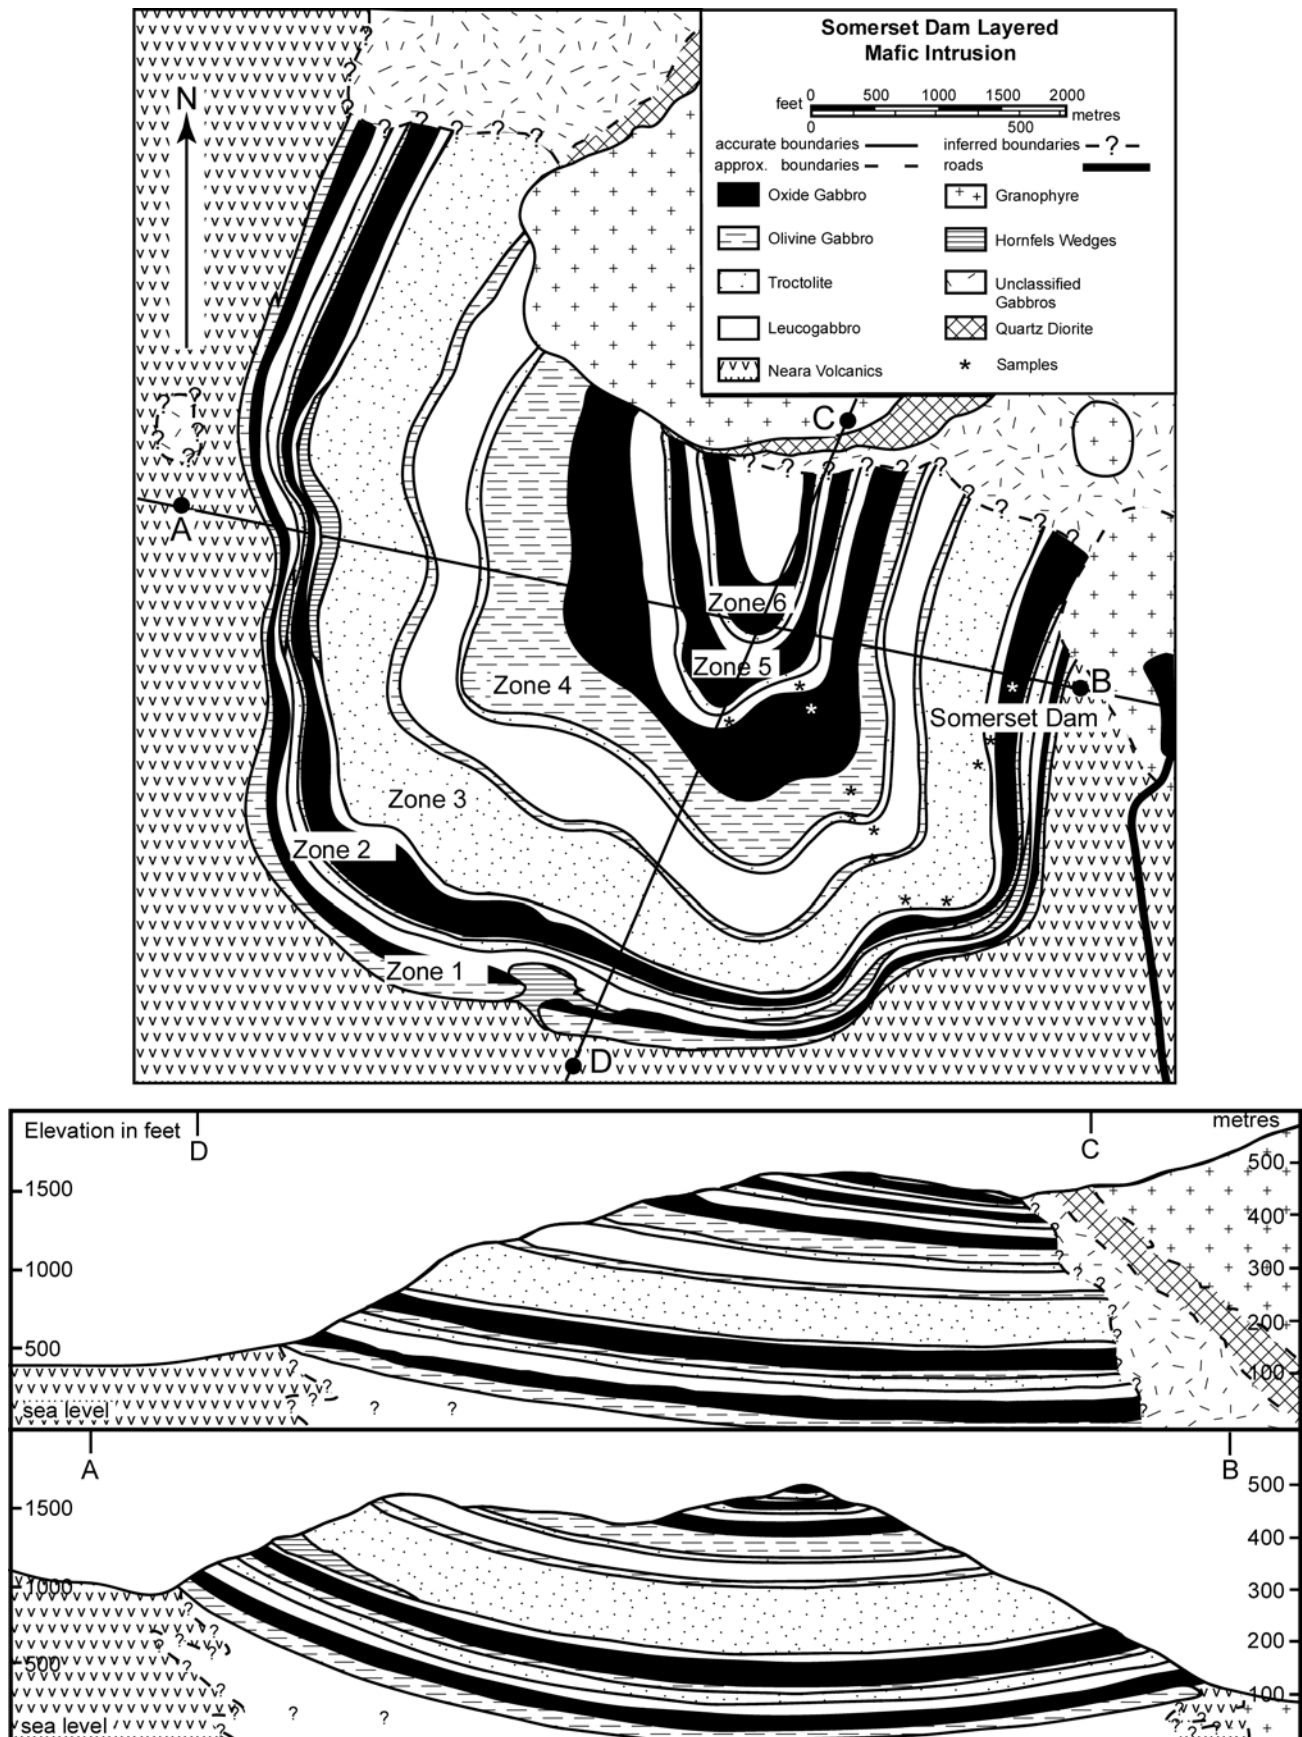 Somerset Dam Layered
Mafic Intrusion
feet 0 500 1000 1500 2000
0 500 metres
accurate boundaries
inferred boundaries ?
approx. boundaries
roads
Oxide Gabbro
Granophyre
Olivine Gabbro
Hornfels Wedges
Troctolite
Unclassified
Gabbros
Leucogabbro
Quartz Diorite
Neara Volcanics
* Samples
N
C
A
Zone 6
Zone 5
Zone 4
B
Somerset Dam
Zone 3
Zone 2
Zone 1
D
Elevation in feet
D
C
metres
1500
1000
500
sea level
500
400
300
200
100
A
B
1500
1000
500
sea level
500
400
300
200
100